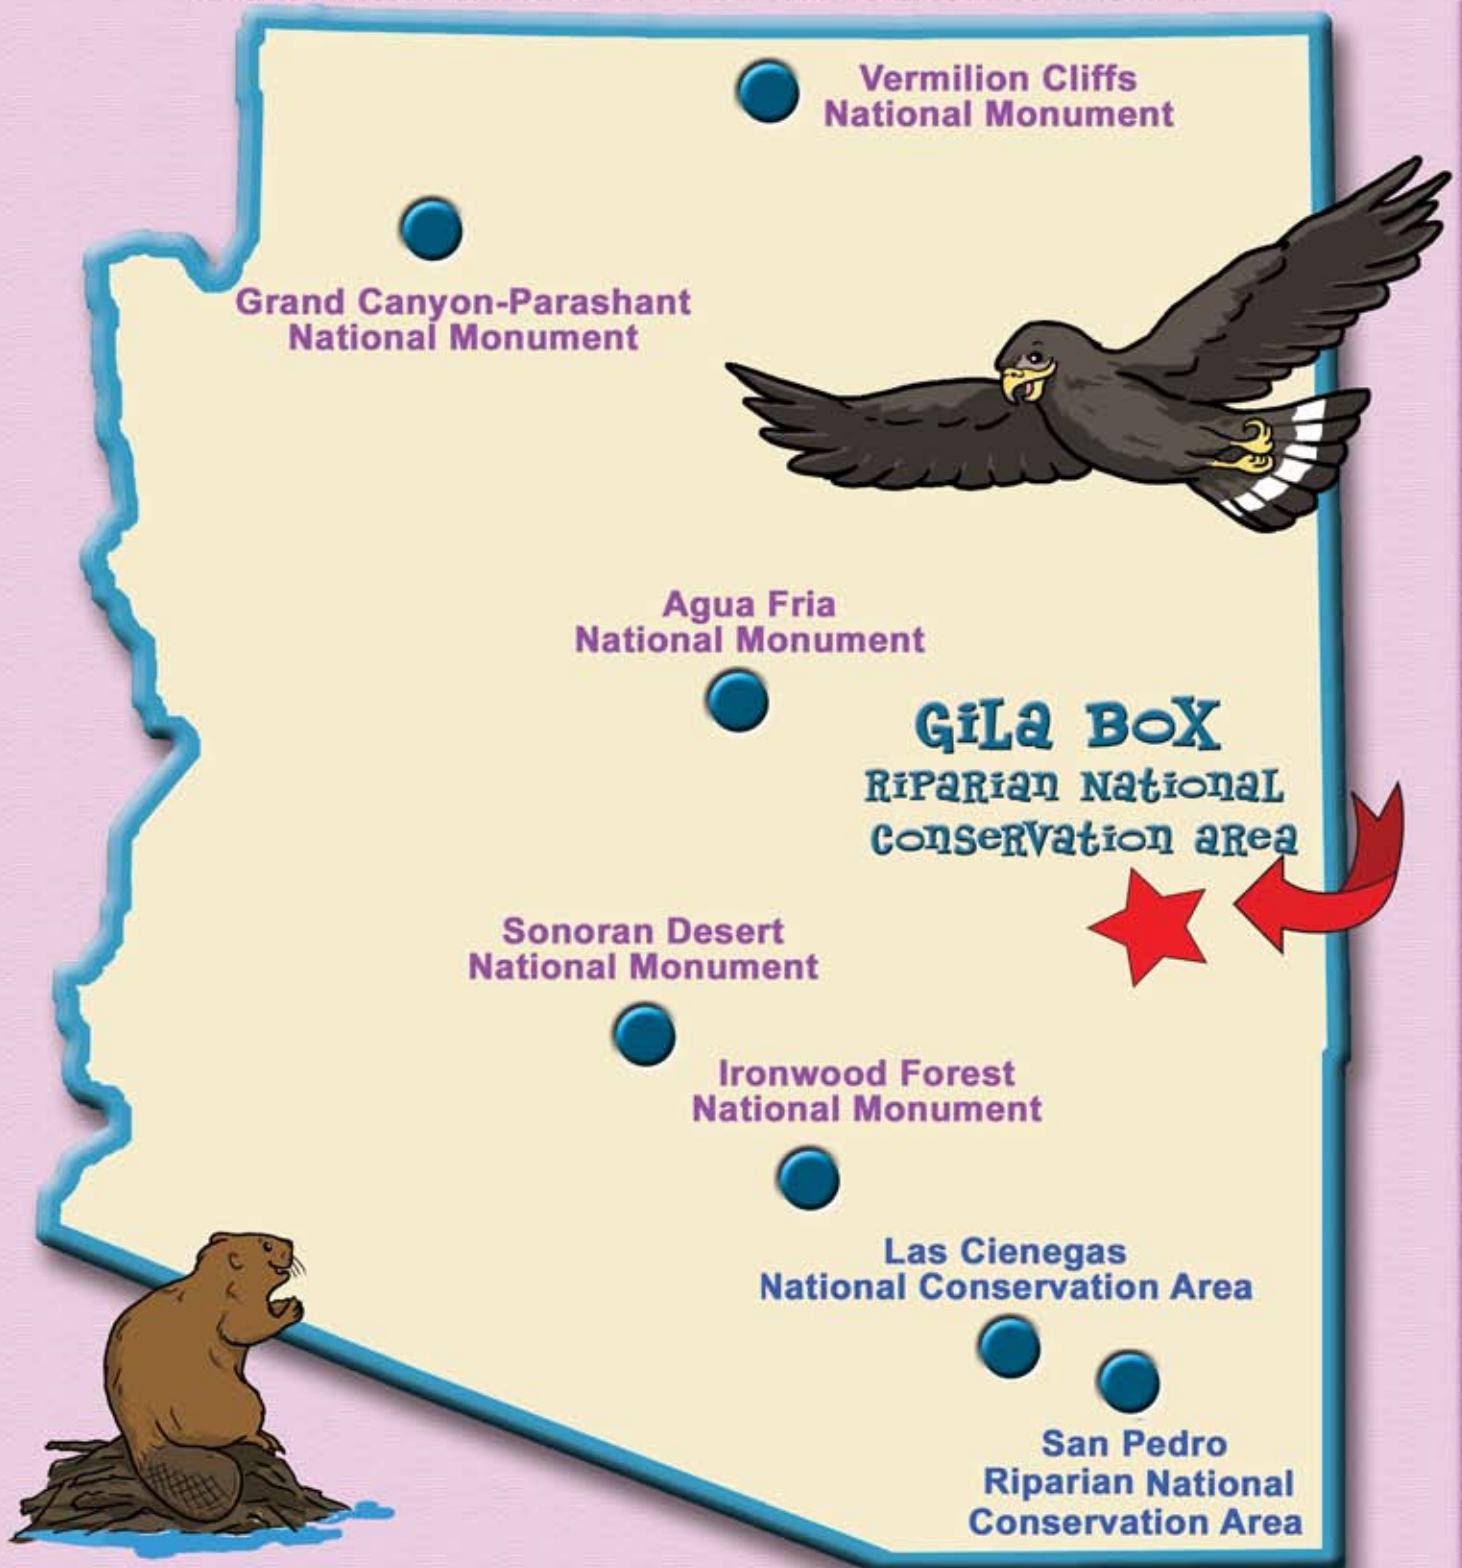 Vermilion Cliffs
National Monument
Grand Canyon-Parashant
National Monument
Agua Fria
National Monument
GiLa BoX
RiPaRian NationaL
ConseRVation aRea
Sonoran Desert
National Monument
Ironwood Forest
National Monument
Las Cienegas
National Conservation Area
San Pedro
Riparian National
Conservation Area